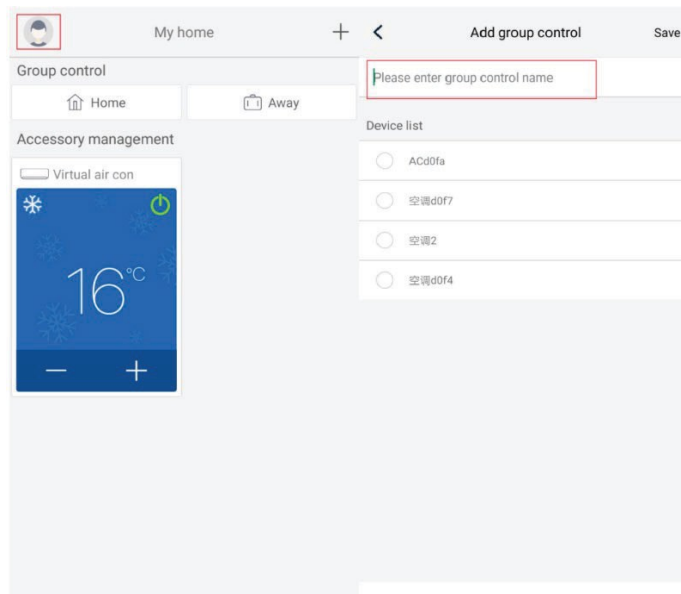 My home
Group control
Home
Away
Accessory management
Virtual air con
16°C
Add group control
Save
Please enter group control name
Device list
ACd0fa
空调d0f7
空调2
空调d0f4